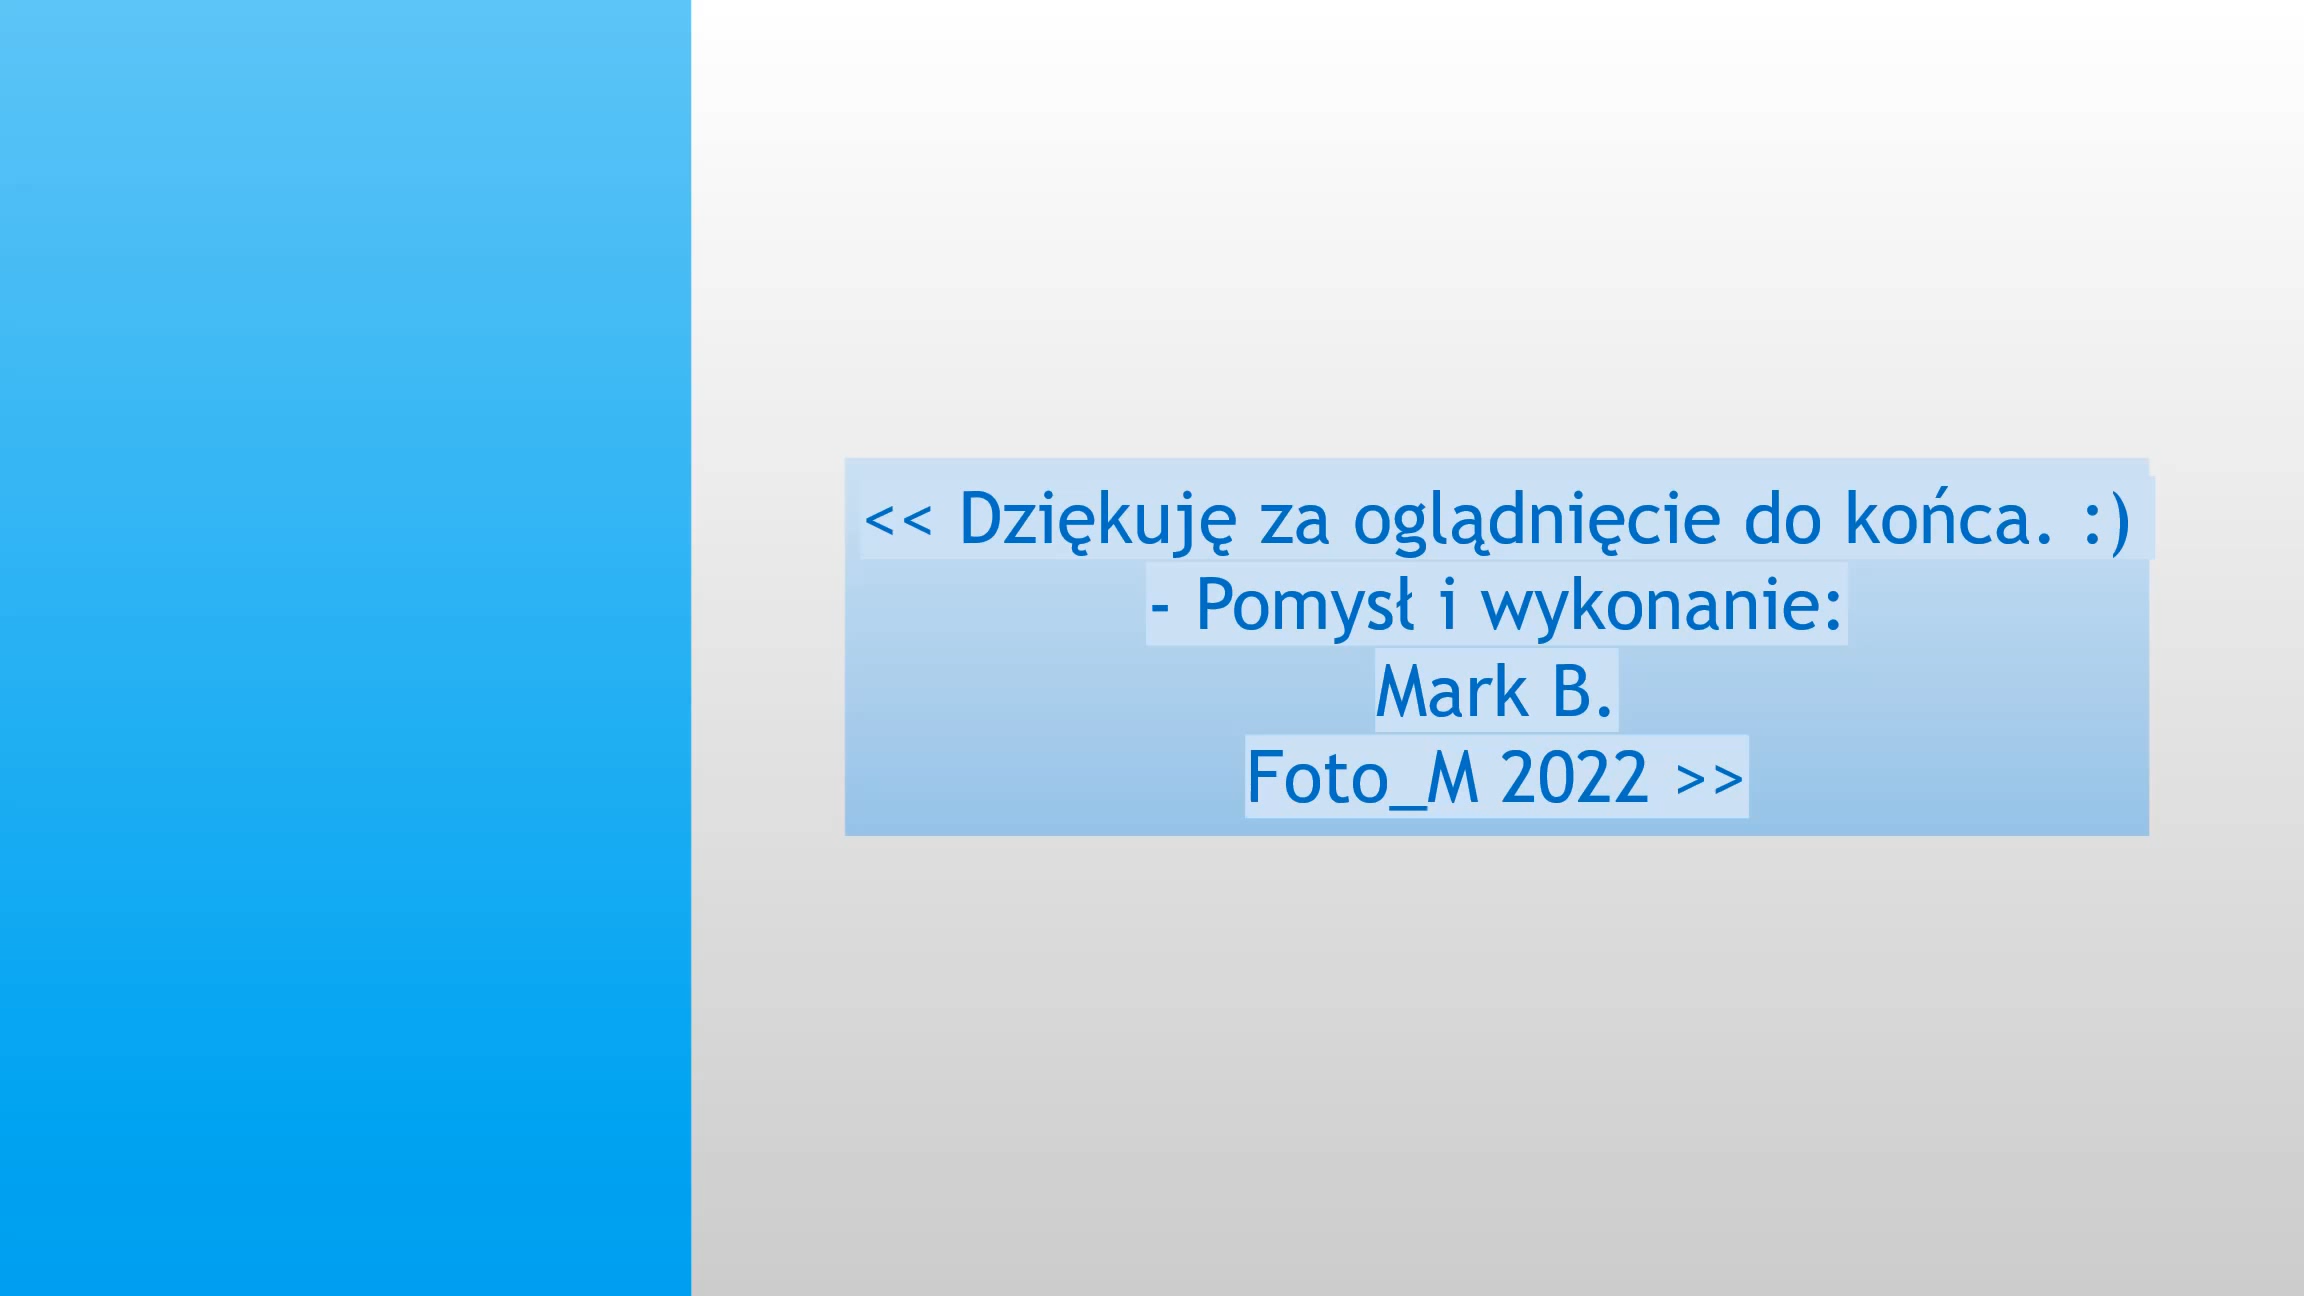 << Dziękuję za oglądnięcie do końca. :)
- Pomysł i wykonanie:
Mark B.
Foto_M 2022 >>